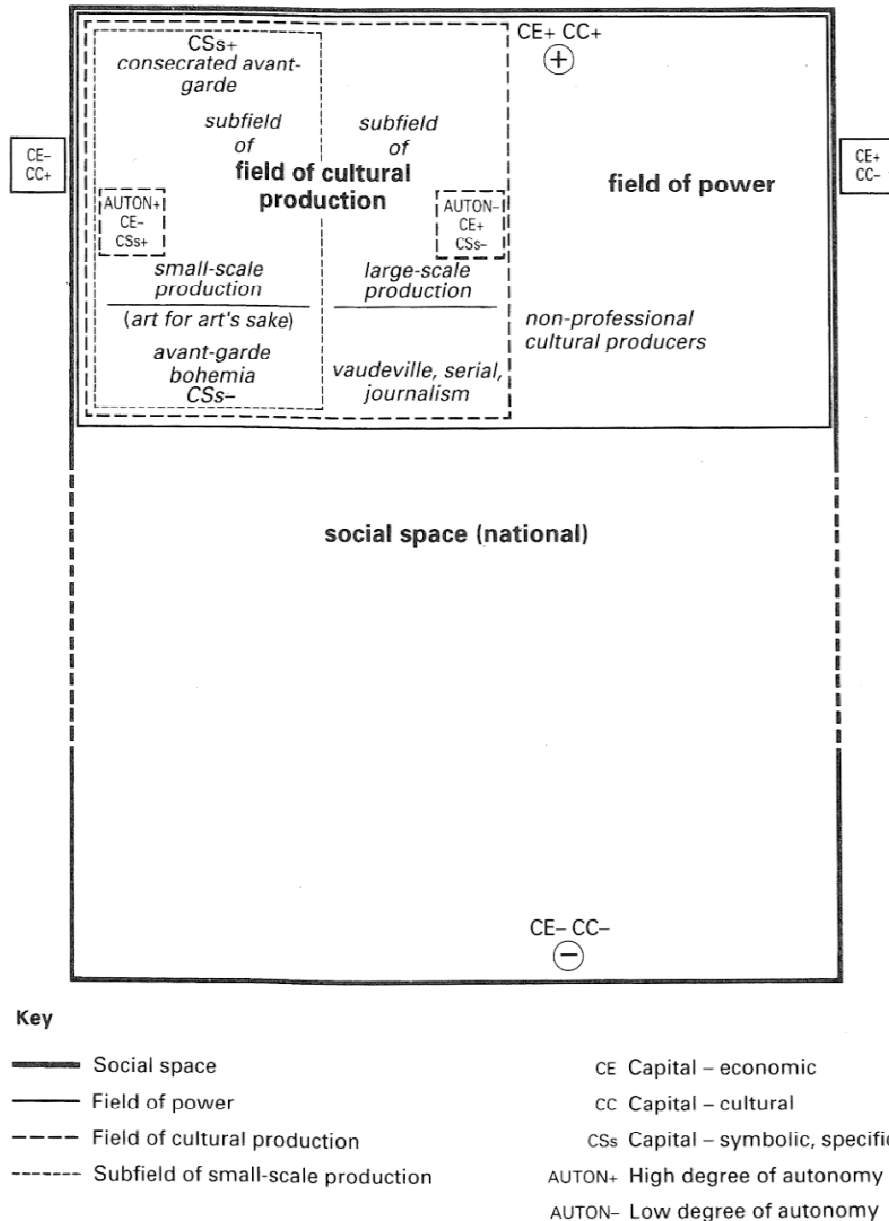 CSs+
consecrated avant-
garde
CE+ CC+
+
subfield
of
subfield
of
field of cultural
production
field of power
CE–
CC+
CE+
CC–
AUTON+
CE–
CSs+
AUTON–
CE+
CSs–
small-scale
production
(art for art's sake)
large-scale
production
avant-garde
bohemia
CSs–
vaudeville, serial,
journalism
non-professional
cultural producers
social space (national)
CE– CC–
–
Key
Social space
Field of power
Field of cultural production
Subfield of small-scale production
CE Capital – economic
CC Capital – cultural
CSs Capital – symbolic, specific
AUTON+ High degree of autonomy
AUTON– Low degree of autonomy